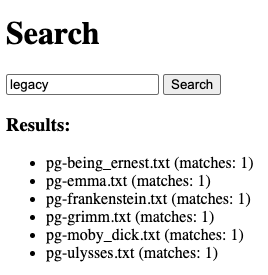 Search
legacy Search
Results:
• pg-being_ernest.txt (matches: 1)
• pg-emma.txt (matches: 1)
• pg-frankenstein.txt (matches: 1)
• pg-grimm.txt (matches: 1)
• pg-moby_dick.txt (matches: 1)
• pg-ulysses.txt (matches: 1)